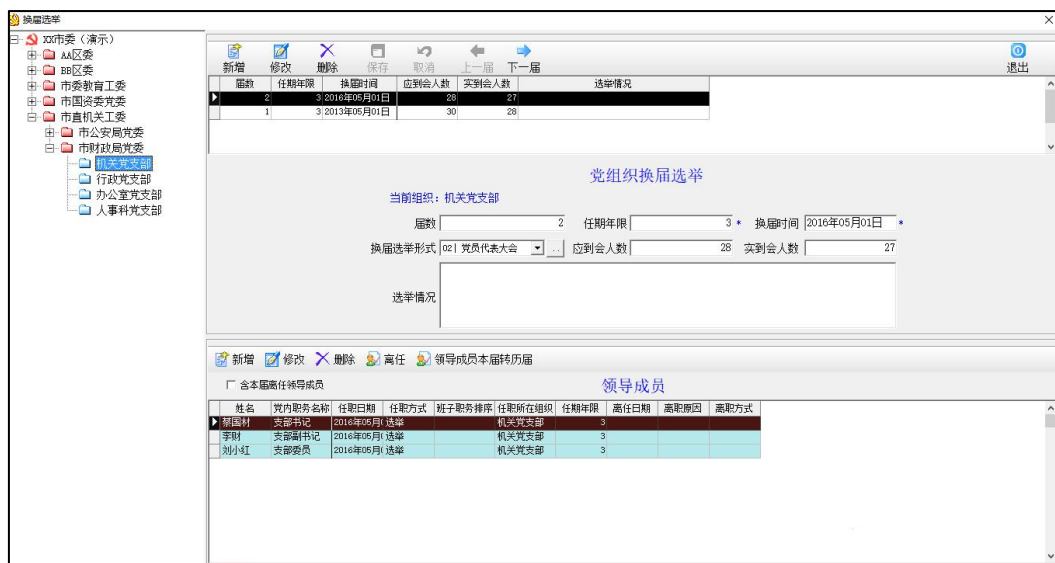 换届选举
XX市委（演示）
AA区委
BB区委
市委教育工委
市国资委党委
市直机关工委
市公安局党委
市财政局党委
机关党支部
行政党支部
办公室党支部
人事科党支部
新增 修改 删除 保存 取消 上一届 下一届 退出
届数 任期年限 换届时间 应到会人数 实到会人数 选举情况
2 3 2016年05月01日 28 27
1 3 2013年05月01日 30 28
党组织换届选举
当前组织：机关党支部
届数 2 任期年限 3 * 换届时间 2016年05月01日 *
换届选举形式 02| 党员代表大会 .. 应到会人数 28 实到会人数 27
选举情况
新增 修改 删除 离任 领导成员本届转历届
含本届离任领导成员 领导成员
姓名 党内职务名称 任职日期 任职方式 班子职务排序 任职所在组织 任期年限 离任日期 离职原因 离职方式
蔡国材 支部书记 2016年05月( 选举 机关党支部 3
李财 支部副书记 2016年05月( 选举 机关党支部 3
刘小红 支部委员 2016年05月( 选举 机关党支部 3